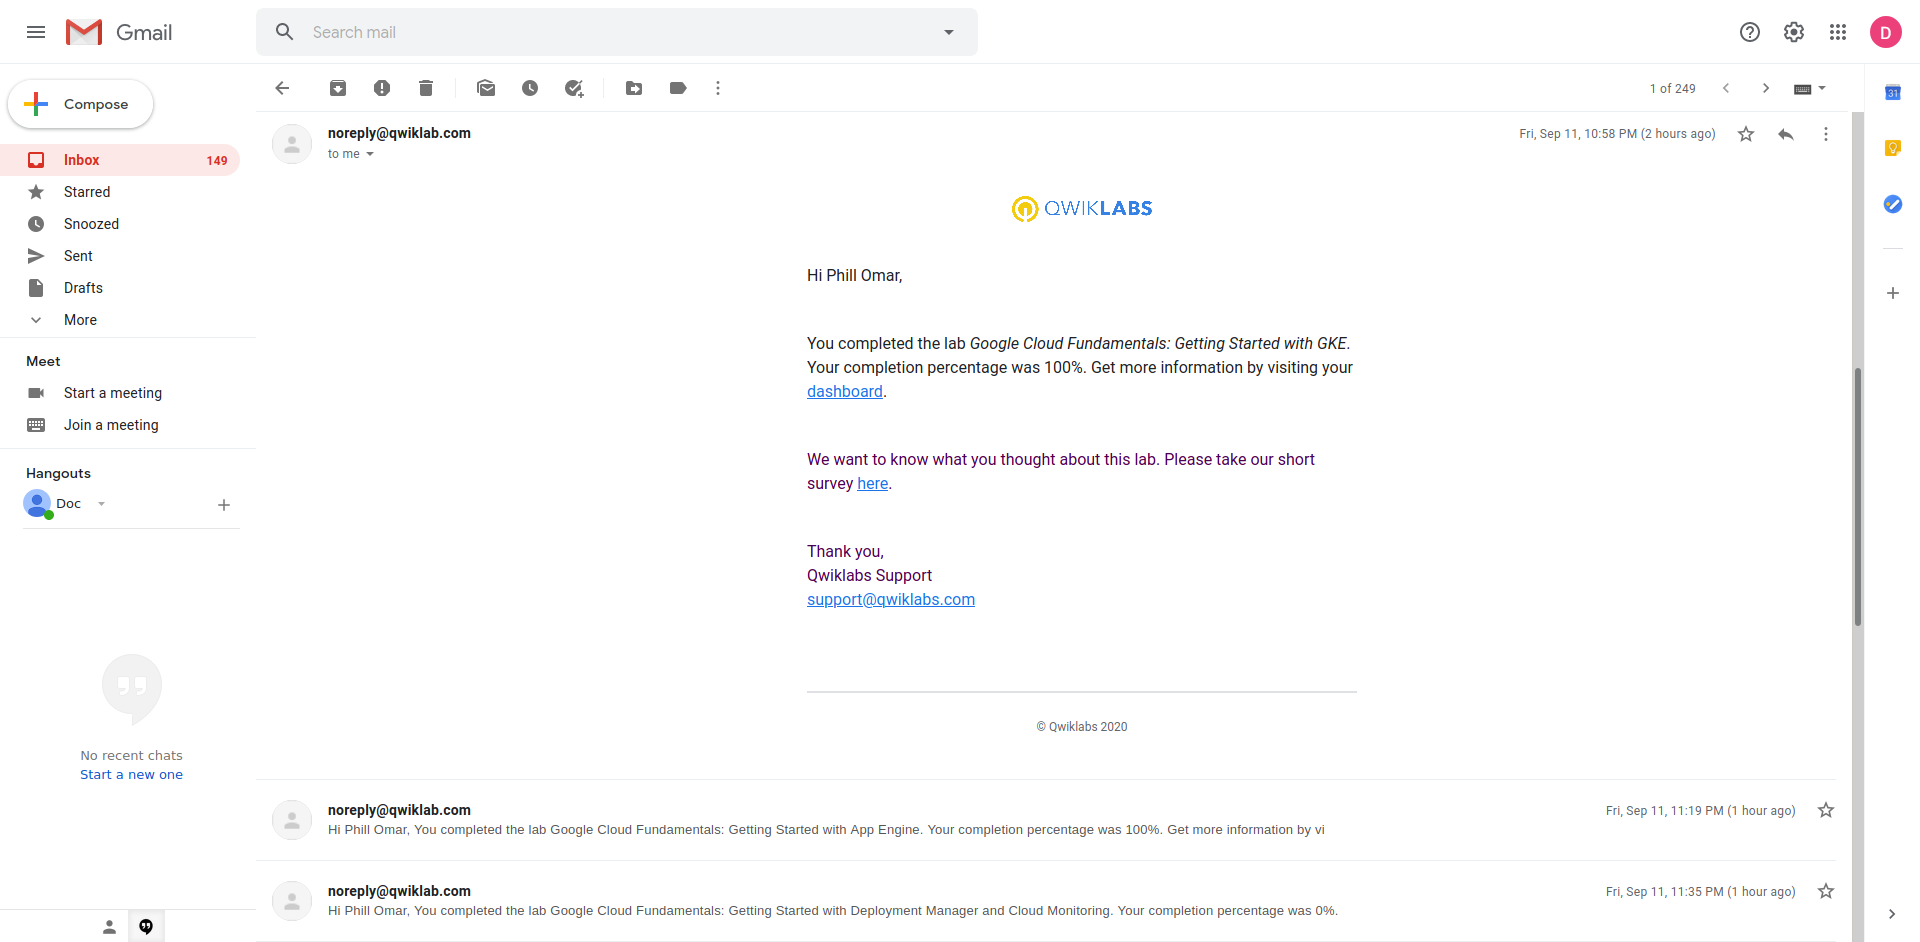 Gmail
Search mail
D
Compose
1 of 249
31
Inbox 149
Starred
Snoozed
Sent
Drafts
More
Meet
Start a meeting
Join a meeting
Hangouts
Doc
No recent chats
Start a new one
noreply@qwiklab.com
Fri, Sep 11, 10:58 PM (2 hours ago)
to me
QWIKLABS
Hi Phill Omar,
You completed the lab Google Cloud Fundamentals: Getting Started with GKE.
Your completion percentage was 100%. Get more information by visiting your
dashboard.
We want to know what you thought about this lab. Please take our short
survey here.
Thank you,
Qwiklabs Support
support@qwiklabs.com
© Qwiklabs 2020
noreply@qwiklab.com
Fri, Sep 11, 11:19 PM (1 hour ago)
Hi Phill Omar, You completed the lab Google Cloud Fundamentals: Getting Started with App Engine. Your completion percentage was 100%. Get more information by vi
noreply@qwiklab.com
Fri, Sep 11, 11:35 PM (1 hour ago)
Hi Phill Omar, You completed the lab Google Cloud Fundamentals: Getting Started with Deployment Manager and Cloud Monitoring. Your completion percentage was 0%.